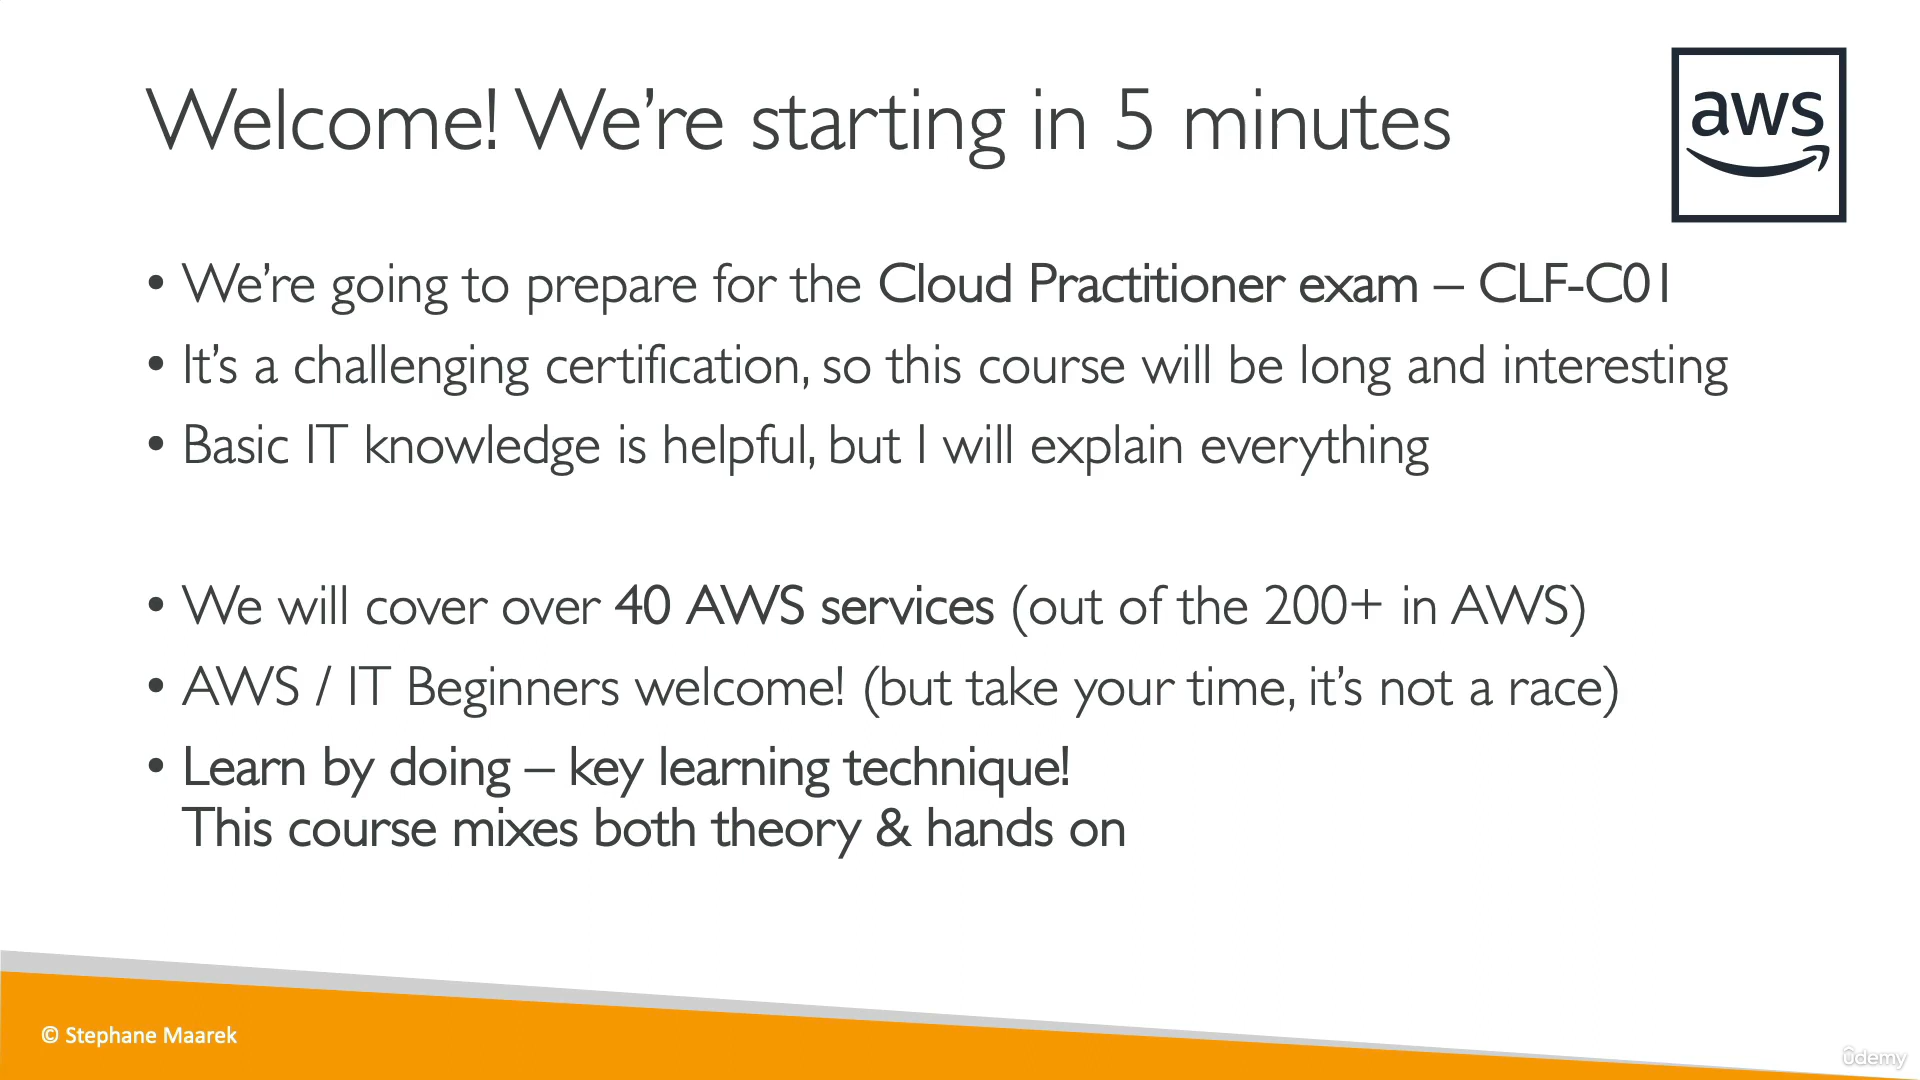 Welcome! We’re starting in 5 minutes
aws
• We’re going to prepare for the Cloud Practitioner exam – CLF-C01
• It’s a challenging certification, so this course will be long and interesting
• Basic IT knowledge is helpful, but I will explain everything
• We will cover over 40 AWS services (out of the 200+ in AWS)
• AWS / IT Beginners welcome! (but take your time, it’s not a race)
• Learn by doing – key learning technique!
This course mixes both theory & hands on
© Stephane Maarek
ûdemy